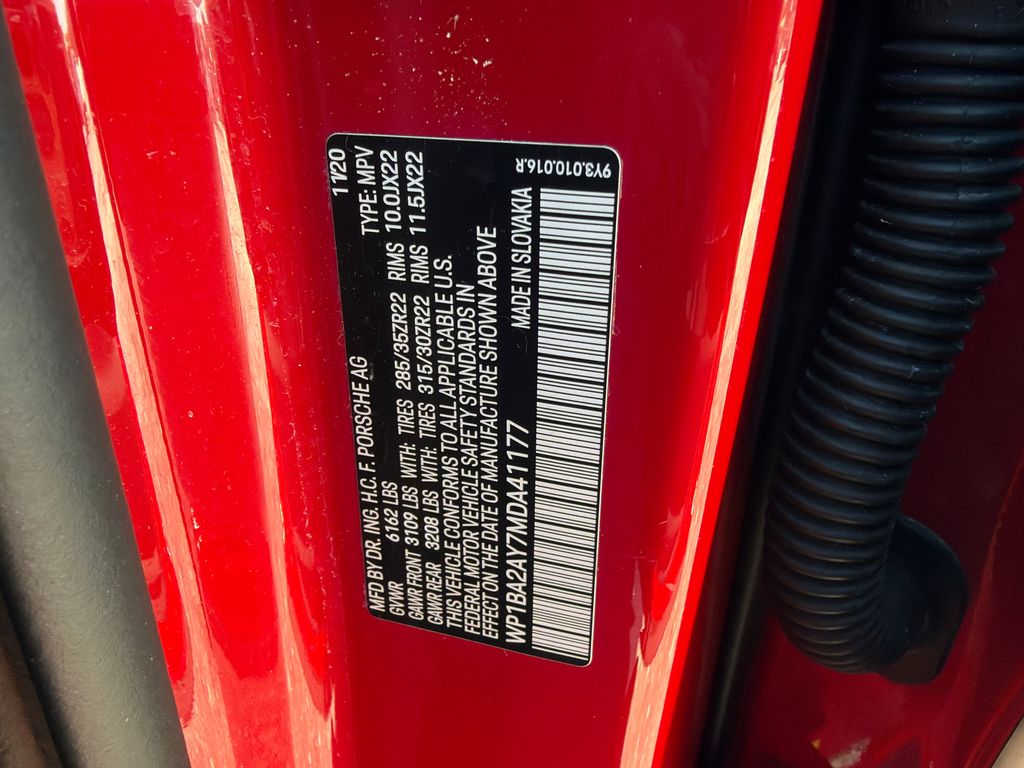 11/20
MFD BY DR. ING. H.C. F. PORSCHE AG
GVWR 6162 LBS TYPE: MPV
GAWR FRONT 3109 LBS WITH: TIRES 285/35ZR22 RIMS 10.0JX22
GAWR REAR 3208 LBS WITH: TIRES 315/30ZR22 RIMS 11.5JX22
THIS VEHICLE CONFORMS TO ALL APPLICABLE U.S.
FEDERAL MOTOR VEHICLE SAFETY STANDARDS IN
EFFECT ON THE DATE OF MANUFACTURE SHOWN ABOVE
WP1BA2AY7MDA41177 MADE IN SLOVAKIA
9Y3.010.016.R